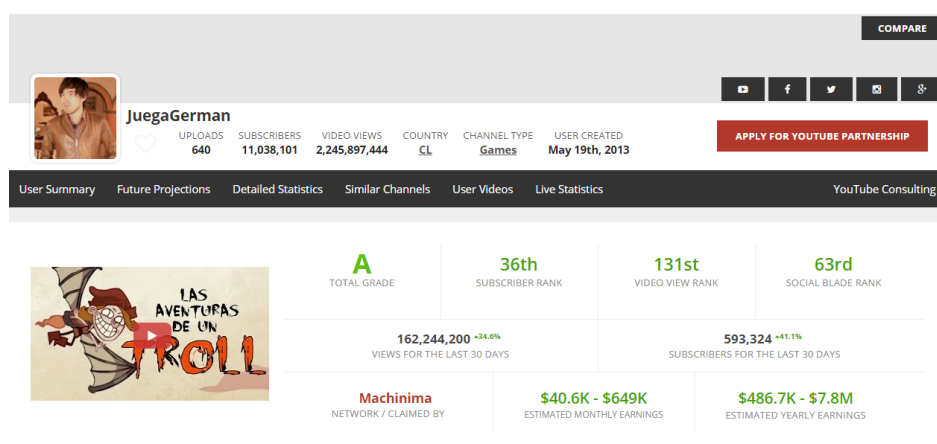 COMPARE
JuegaGerman
UPLOADS SUBSCRIBERS VIDEO VIEWS COUNTRY CHANNEL TYPE USER CREATED
640 11,038,101 2,245,897,444 CL Games May 19th, 2013
APPLY FOR YOUTUBE PARTNERSHIP
User Summary Future Projections Detailed Statistics Similar Channels User Videos Live Statistics YouTube Consulting
LAS
AVENTURAS
DE UN
TROLL
A 36th 131st 63rd
TOTAL GRADE SUBSCRIBER RANK VIDEO VIEW RANK SOCIAL BLADE RANK
162,244,200 +34.6% 593,324 +41.1%
VIEWS FOR THE LAST 30 DAYS SUBSCRIBERS FOR THE LAST 30 DAYS
Machinima $40.6K - $649K $486.7K - $7.8M
NETWORK / CLAIMED BY ESTIMATED MONTHLY EARNINGS ESTIMATED YEARLY EARNINGS